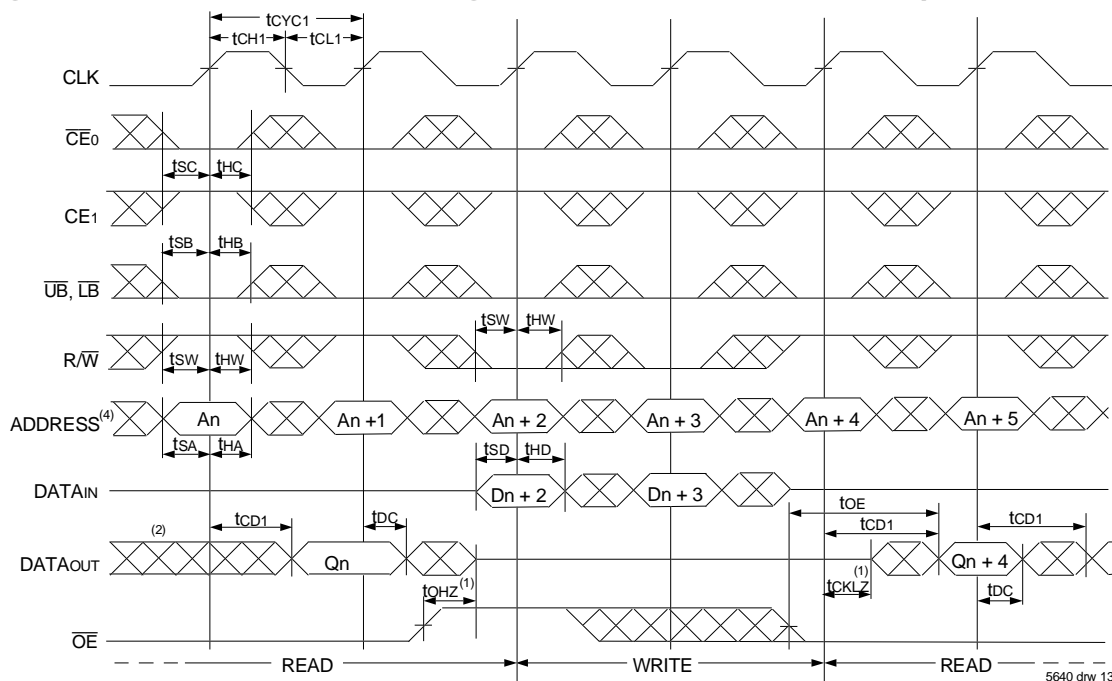 tCYC1
tCH1 tCL1
CLK
CE0
tSC tHC
CE1
tSB tHB
UB, LB
tSW tHW
R/W
tSW tHW
ADDRESS(4) An An +1 An + 2 An + 3 An + 4 An + 5
tSA tHA tSD tHD
DATAIN Dn + 2 Dn + 3
tOE
(2) tCD1 tDC tCD1 tCD1
DATAOUT Qn Qn + 4
tOHZ(1) tCKLZ(1) tDC
OE
READ WRITE READ
5640 drw 13